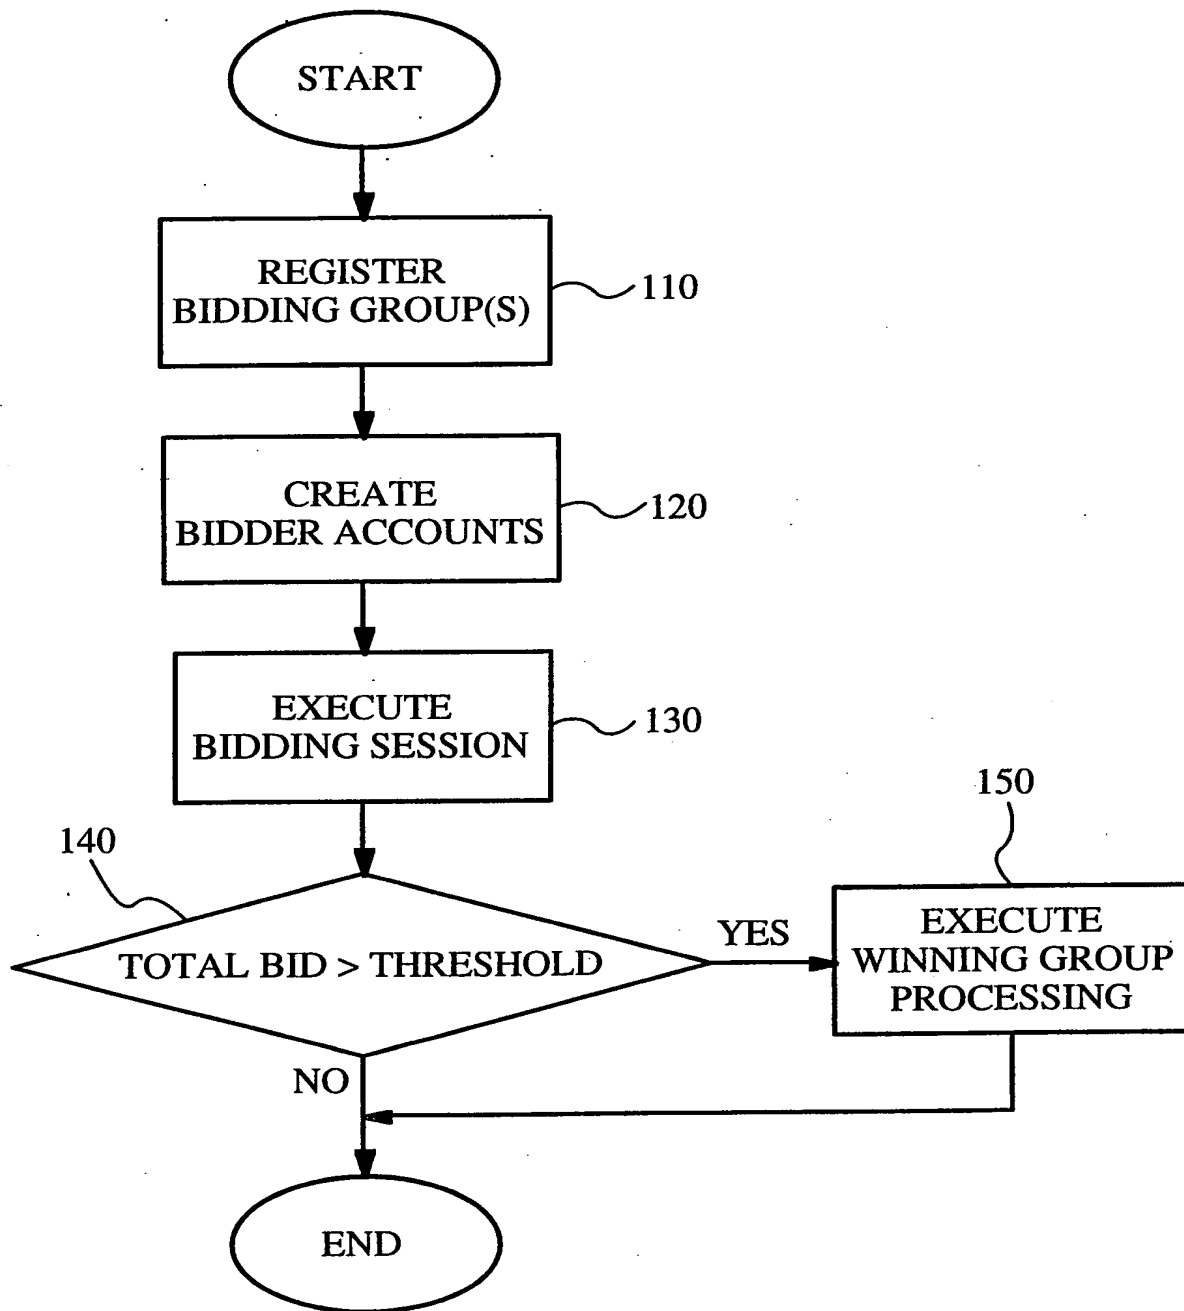 START
REGISTER
BIDDING GROUP(S)
110
CREATE
BIDDER ACCOUNTS
120
EXECUTE
BIDDING SESSION
130
140
TOTAL BID > THRESHOLD
YES
150
EXECUTE
WINNING GROUP
PROCESSING
NO
END